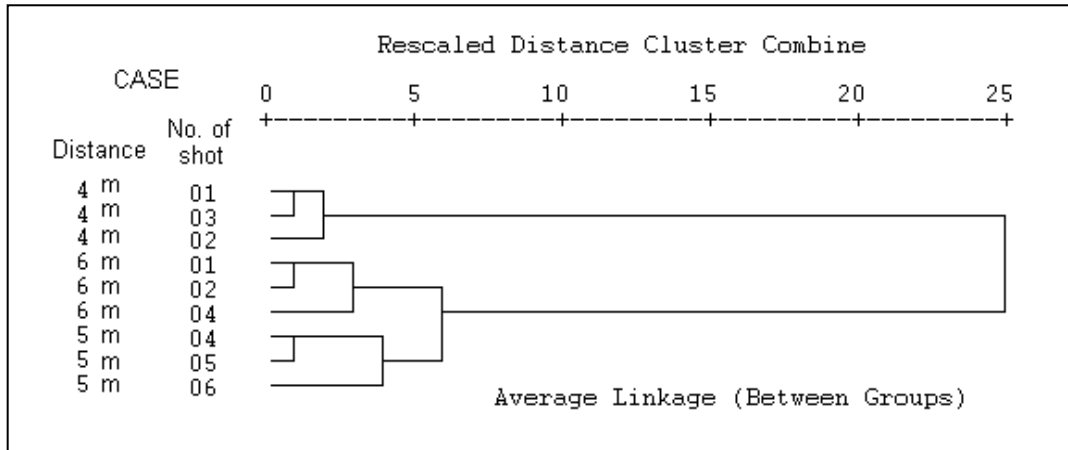 Rescaled Distance Cluster Combine
CASE
0 5 10 15 20 25
+---------+---------+---------+---------+---------+
Distance No. of shot
4 m 01
4 m 03
4 m 02
6 m 01
6 m 02
6 m 04
5 m 04
5 m 05
5 m 06
Average Linkage (Between Groups)